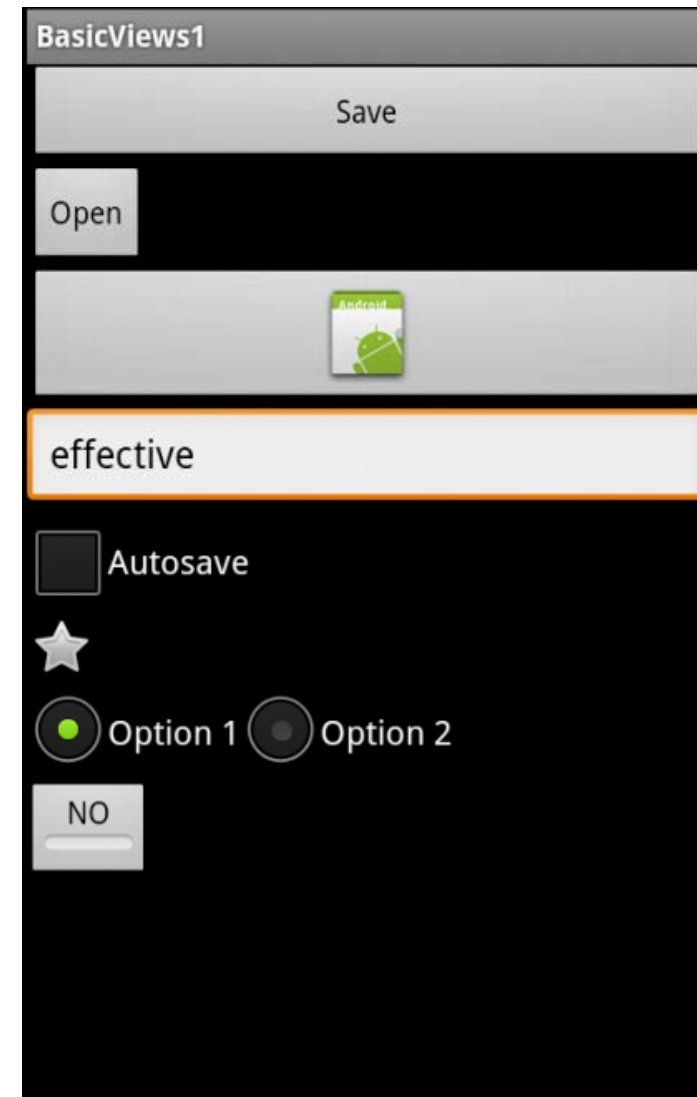 BasicViews1
Save
Open
Android
effective
Autosave
Option 1 Option 2
NO